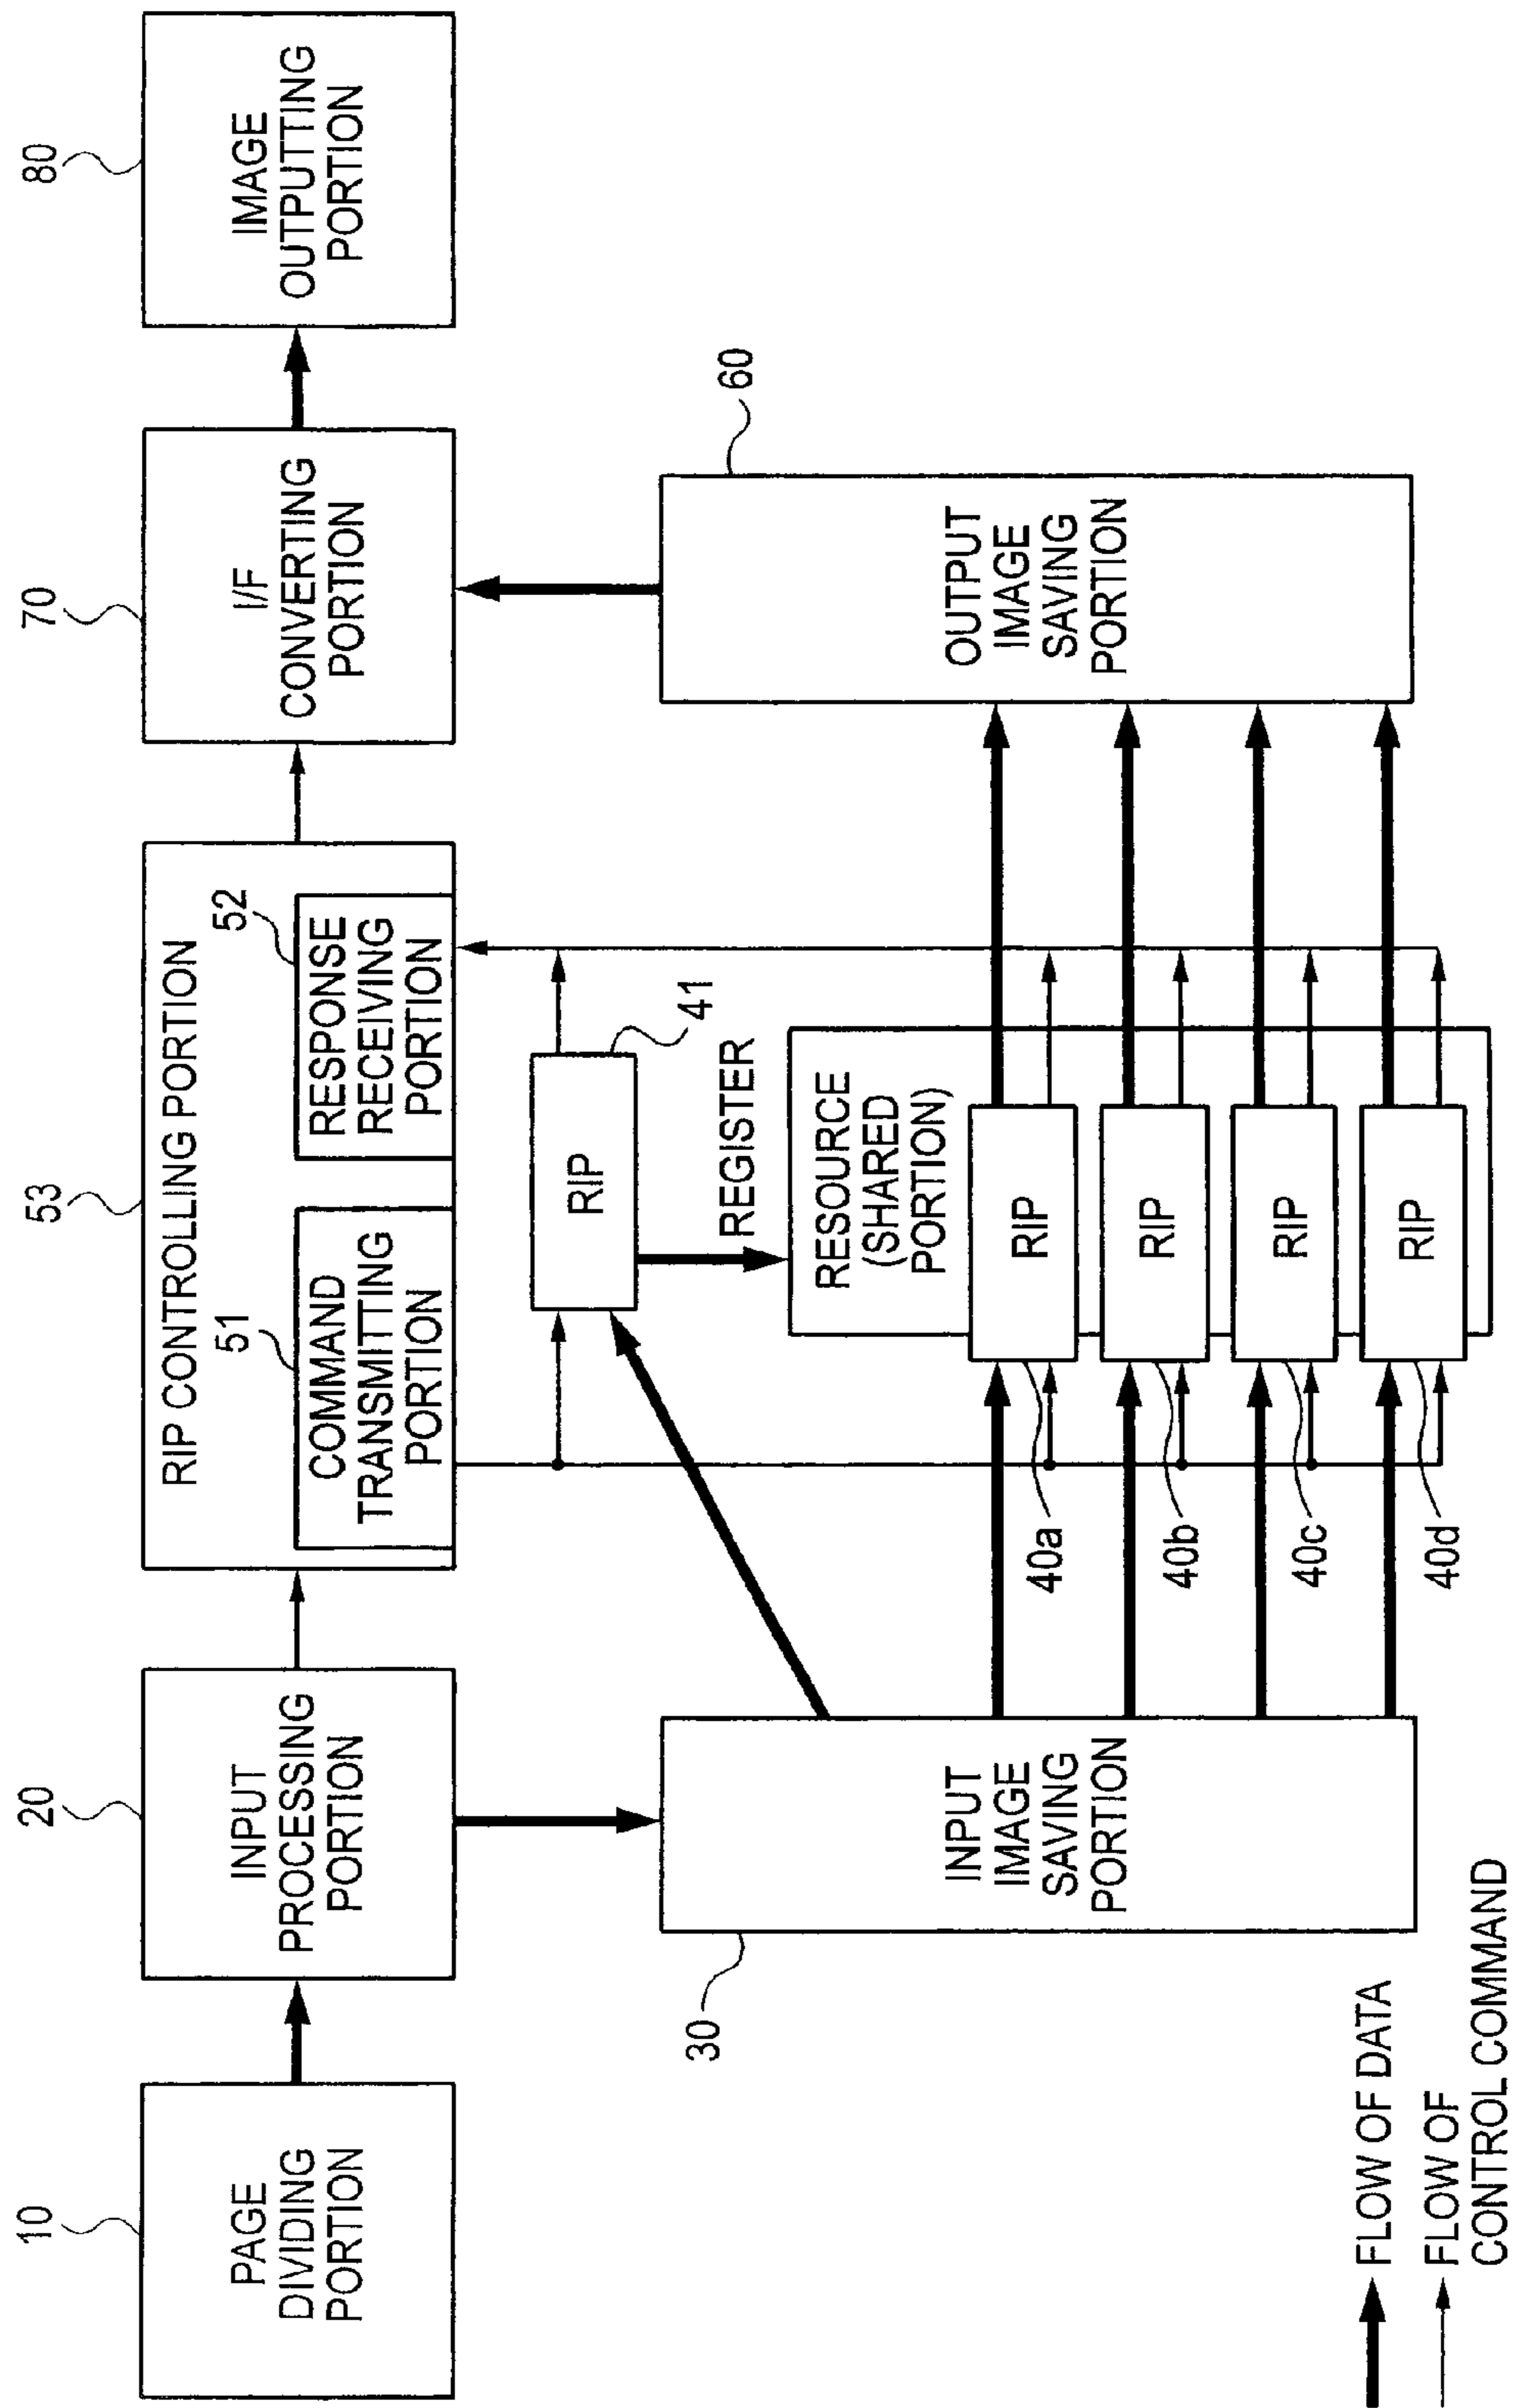 10
PAGE
DIVIDING
PORTION
20
INPUT
PROCESSING
PORTION
53
RIP CONTROLLING PORTION
51
COMMAND
TRANSMITTING
PORTION
52
RESPONSE
RECEIVING
PORTION
70
I/F
CONVERTING
PORTION
80
IMAGE
OUTPUTTING
PORTION
30
INPUT
IMAGE
SAVING
PORTION
RIP
41
REGISTER
RESOURCE
(SHARED
PORTION)
RIP
40a
RIP
40b
RIP
40c
RIP
40d
60
OUTPUT
IMAGE
SAVING
PORTION
FLOW OF DATA
FLOW OF
CONTROL COMMAND